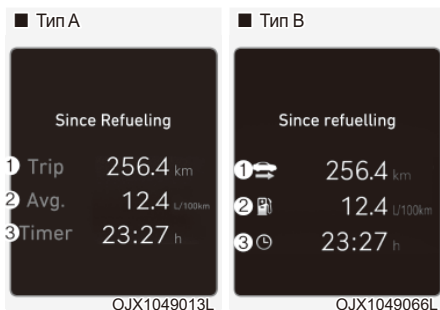 ■ Тип A
Since Refueling
1 Trip 256.4 km
2 Avg. 12.4 L/100km
3 Timer 23:27 h
OJX1049013L
■ Тип B
Since refuelling
1 256.4 km
2 12.4 L/100km
3 23:27 h
OJX1049066L